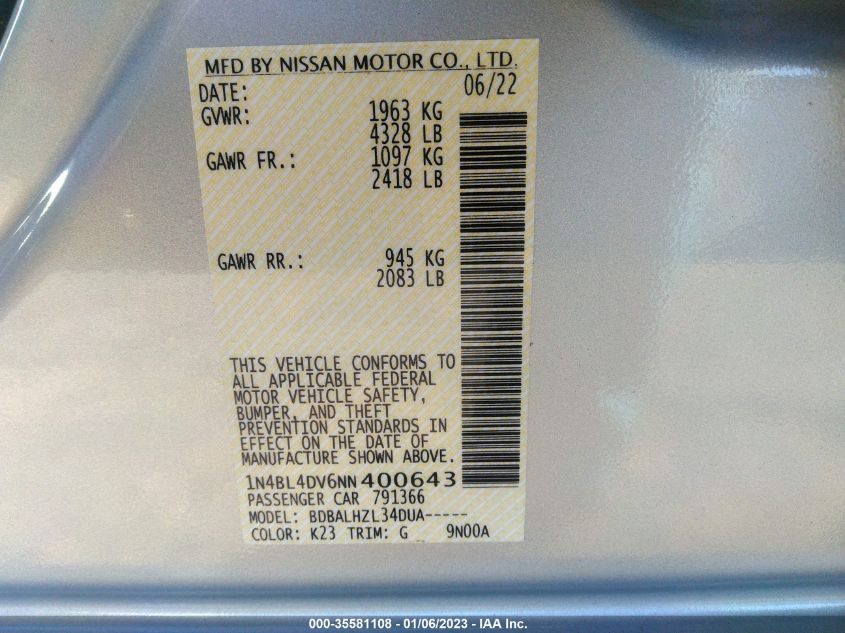 MFD BY NISSAN MOTOR CO., LTD.
DATE: 06/22
GVWR: 1963 KG
4328 LB
GAWR FR.: 1097 KG
2418 LB
GAWR RR.: 945 KG
2083 LB
THIS VEHICLE CONFORMS TO
ALL APPLICABLE FEDERAL
MOTOR VEHICLE SAFETY,
BUMPER, AND THEFT
PREVENTION STANDARDS IN
EFFECT ON THE DATE OF
MANUFACTURE SHOWN ABOVE.
1N4BL4DV6NN400643
PASSENGER CAR 791366
MODEL: BDBALHZL34DUA-----
COLOR: K23 TRIM: G 9N00A
000-35581108 - 01/06/2023 - IAA Inc.